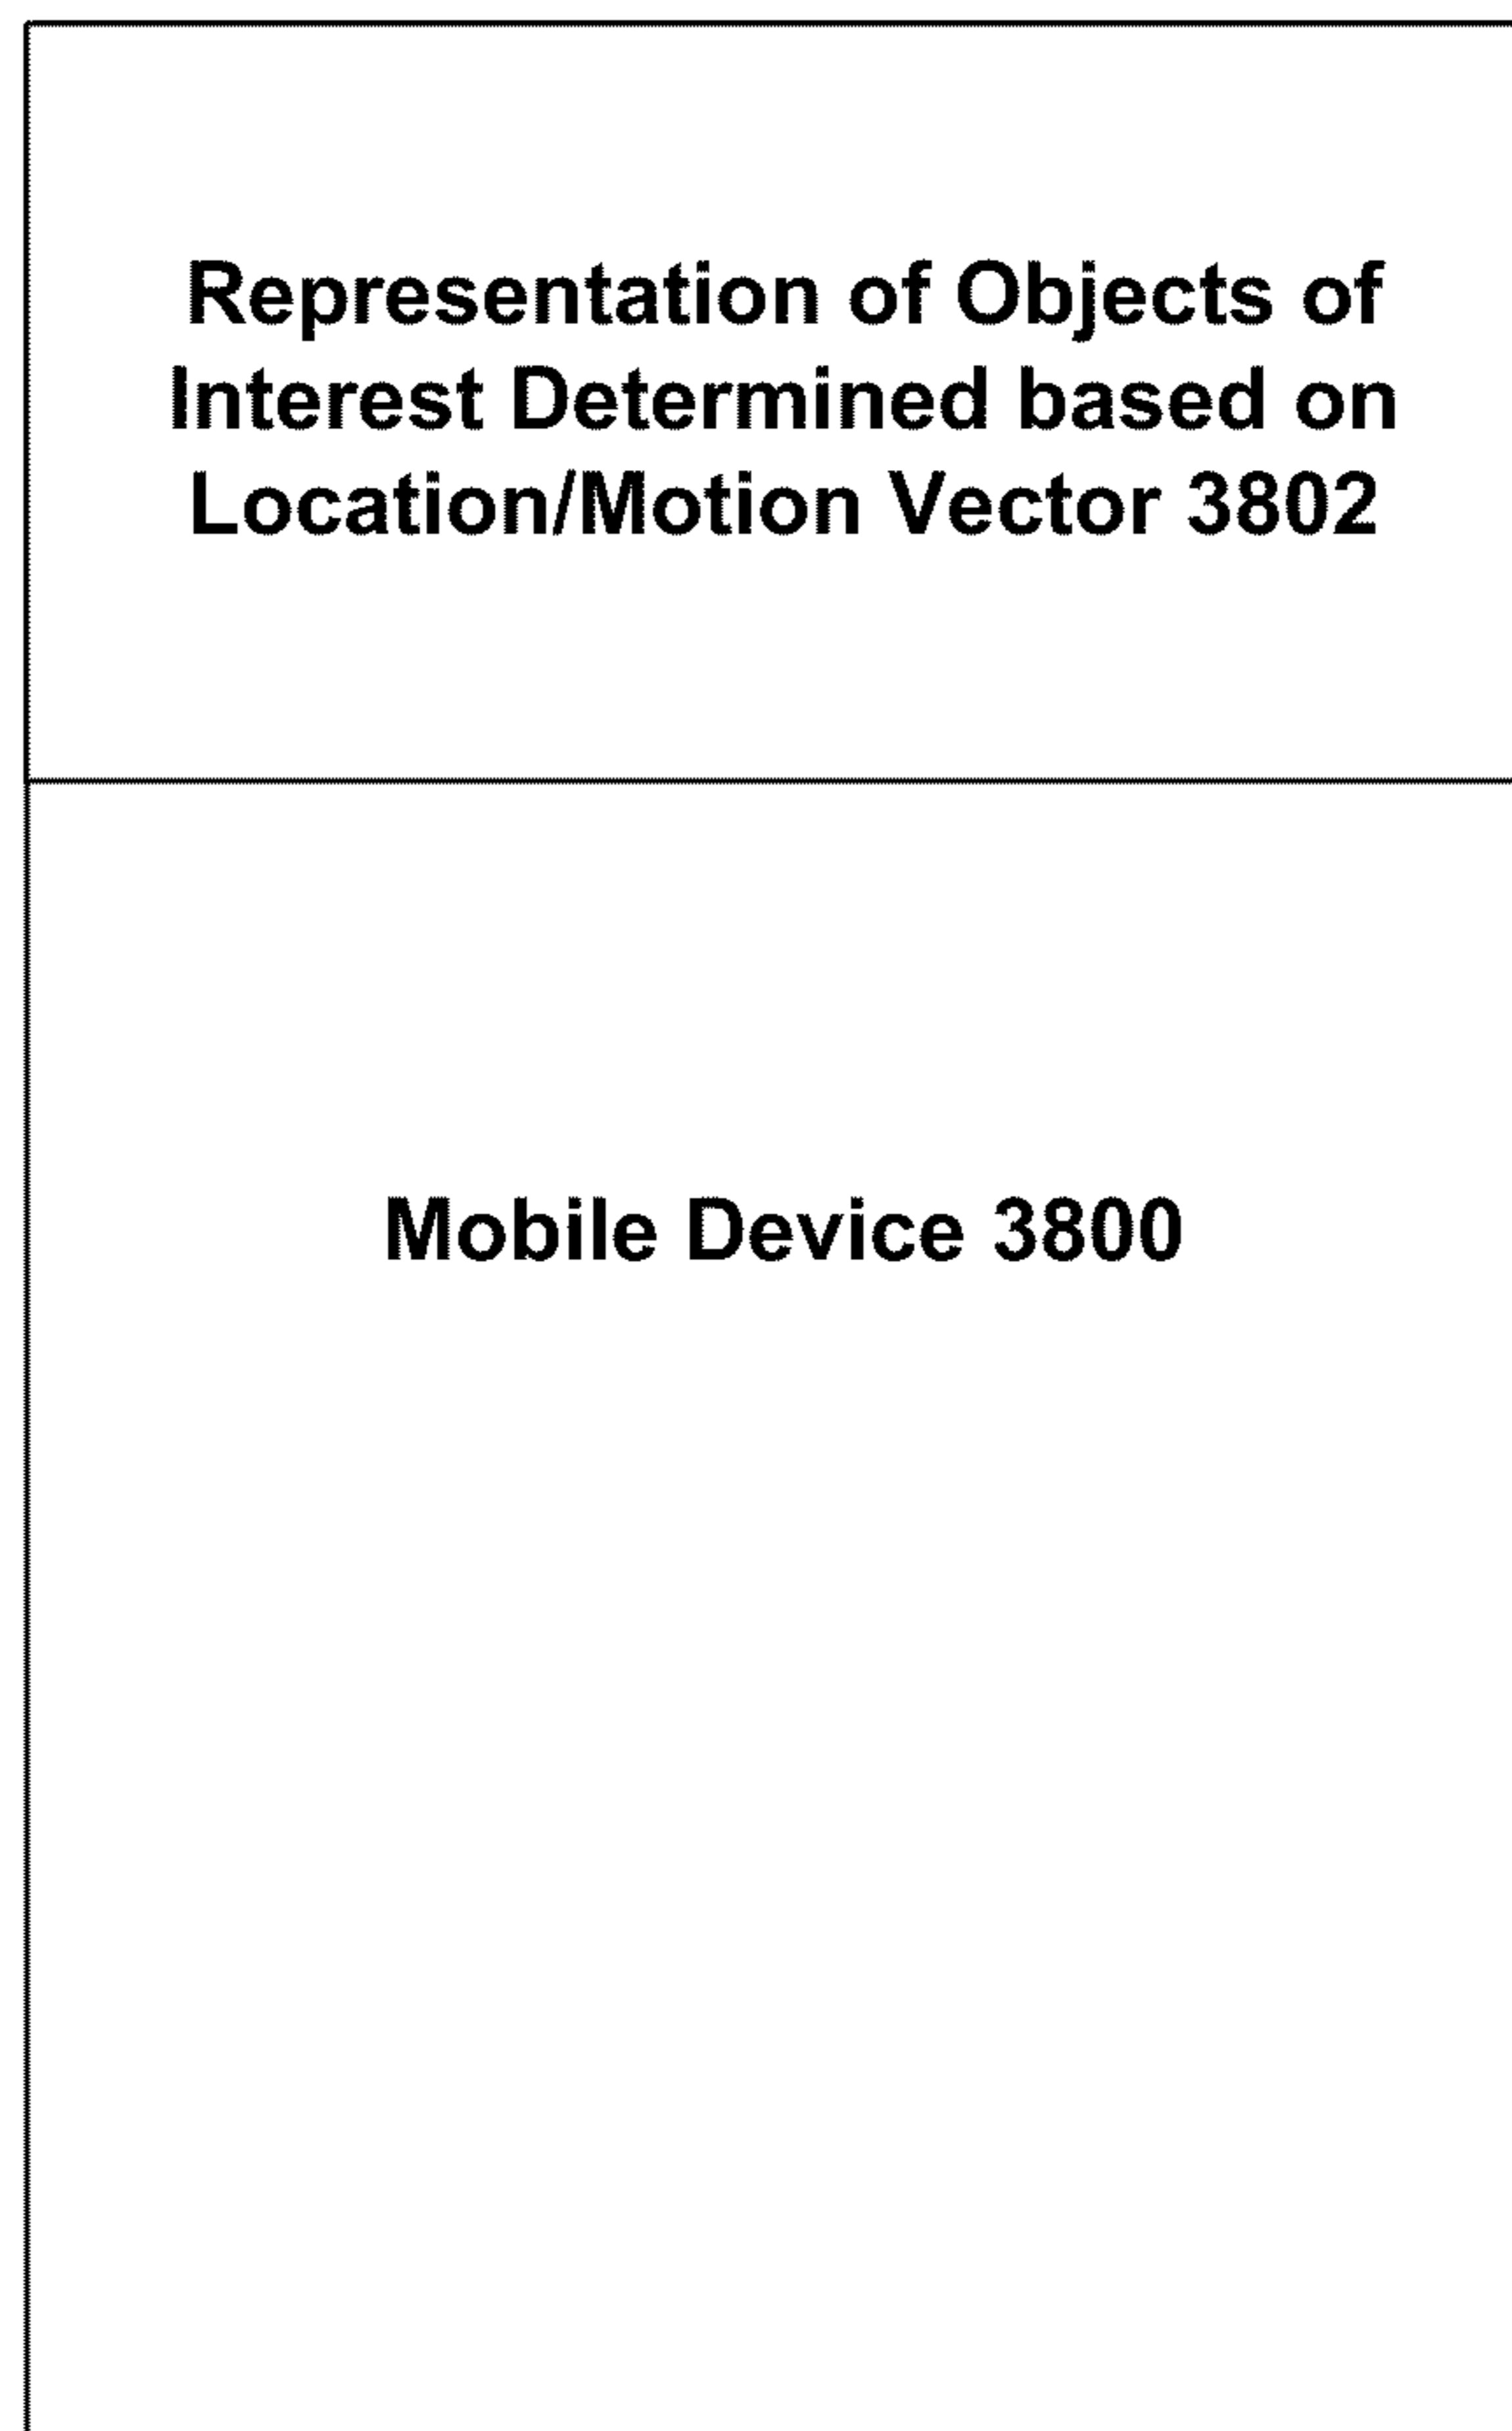 Representation of Objects of
Interest Determined based on
Location/Motion Vector 3802
Mobile Device 3800